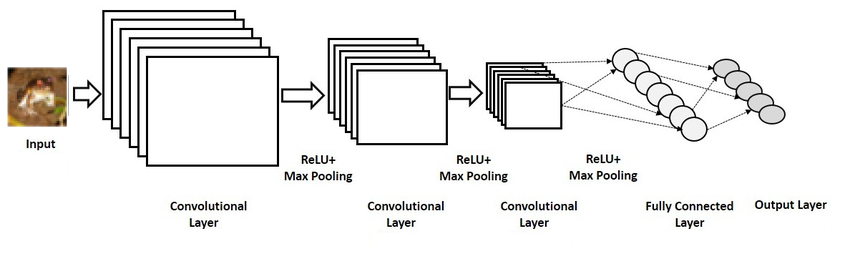 Input
ReLU+
Max Pooling
ReLU+
Max Pooling
ReLU+
Max Pooling
Convolutional
Layer
Convolutional
Layer
Convolutional
Layer
Fully Connected
Layer
Output Layer